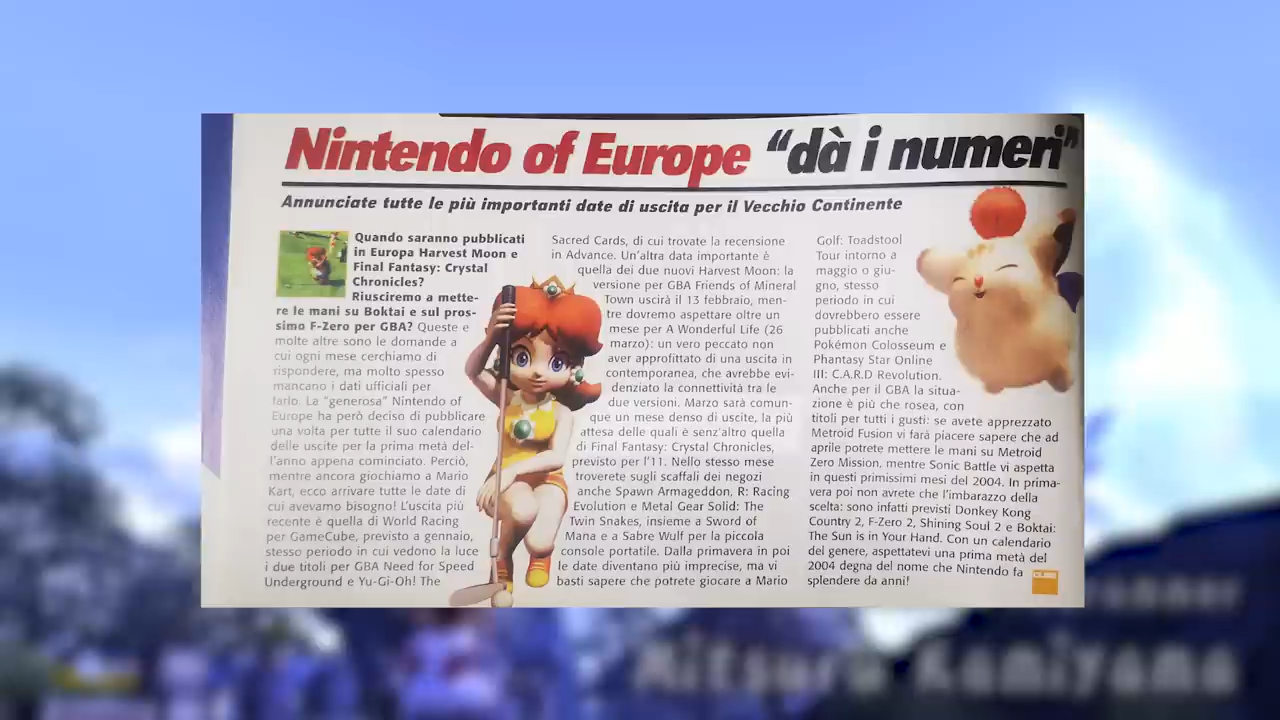 Nintendo of Europe “dà i numeri”
Annunciate tutte le più importanti date di uscita per il Vecchio Continente
Quando saranno pubblicati
in Europa Harvest Moon e
Final Fantasy: Crystal
Chronicles?
Riusciremo a mette-
re le mani su Boktai e sul pros-
simo F-Zero per GBA? Queste e
molte altre sono le domande a
cui ogni mese cerchiamo di
rispondere, ma molto spesso
mancano i dati ufficiali per
farlo. La “generosa” Nintendo of
Europe ha però deciso di pubblicare
una volta per tutte il suo calendario
delle uscite per la prima metà del-
l’anno appena cominciato. Perciò,
mentre ancora giochiamo a Mario
Kart, ecco arrivare tutte le date di
cui avevamo bisogno! L’uscita più
recente è quella di World Racing
per GameCube, previsto a gennaio,
stesso periodo in cui vedono la luce
i due titoli per GBA Need for Speed
Underground e Yu-Gi-Oh! The
Sacred Cards, di cui trovate la recensione
in Advance. Un’altra data importante è
quella dei due nuovi Harvest Moon: la
versione per GBA Friends of Mineral
Town uscirà il 13 febbraio, men-
tre dovremo aspettare oltre un
mese per A Wonderful Life (26
marzo): un vero peccato non
aver approfittato di una uscita in
contemporanea, che avrebbe evi-
denziato la connettività tra le
due versioni. Marzo sarà comun-
que un mese denso di uscite, la più
attesa delle quali è senz’altro quella
di Final Fantasy: Crystal Chronicles,
previsto per l’11. Nello stesso mese
troverete sugli scaffali dei negozi
anche Spawn Armageddon, R: Racing
Evolution e Metal Gear Solid: The
Twin Snakes, insieme a Sword of
Mana e a Sabre Wulf per la piccola
console portatile. Dalla primavera in poi
le date diventano più imprecise, ma vi
basti sapere che potrete giocare a Mario
Golf: Toadstool
Tour intorno a
maggio o giu-
gno, stesso
periodo in cui
dovrebbero essere
pubblicati anche
Pokémon Colosseum e
Phantasy Star Online
III: C.A.R.D Revolution.
Anche per il GBA la situa-
zione è più che rosea, con
titoli per tutti i gusti: se avete apprezzato
Metroid Fusion vi farà piacere sapere che ad
aprile potrete mettere le mani su Metroid
Zero Mission, mentre Sonic Battle vi aspetta
in questi primissimi mesi del 2004. In prima-
vera poi non avrete che l’imbarazzo della
scelta: sono infatti previsti Donkey Kong
Country 2, F-Zero 2, Shining Soul 2 e Boktai:
The Sun is in Your Hand. Con un calendario
del genere, aspettatevi una prima metà del
2004 degna del nome che Nintendo fa
splendere da anni!
Mitsuru Kamiyama